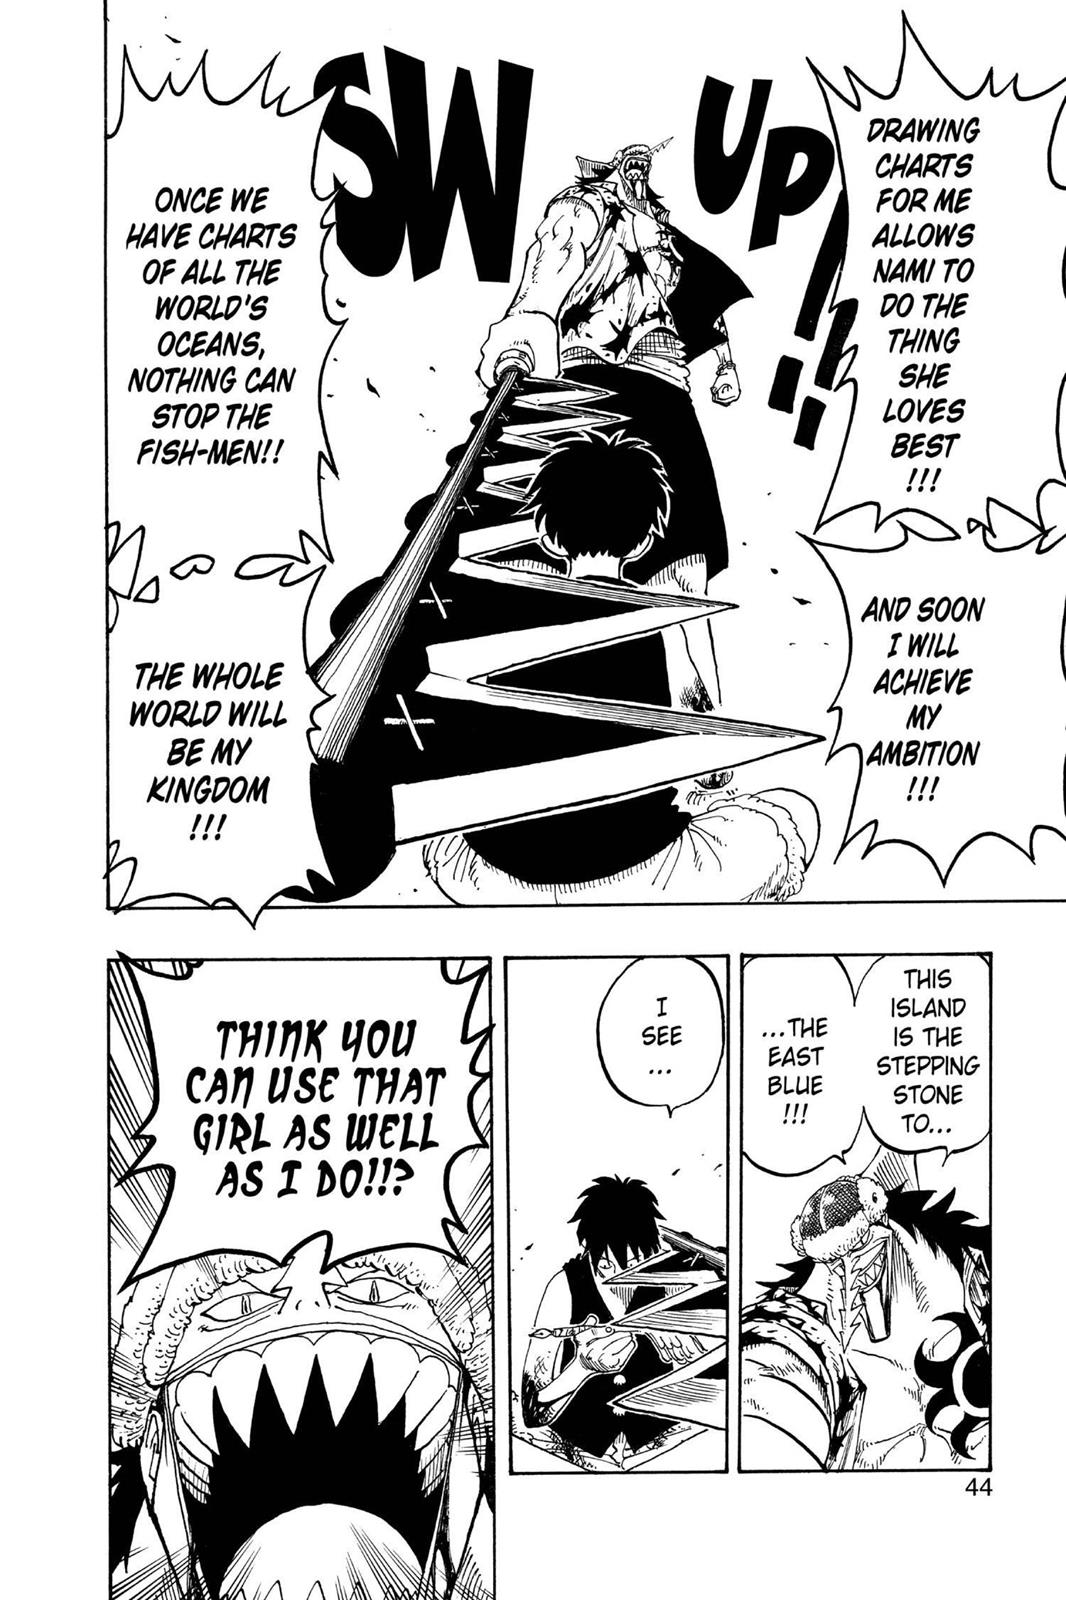 DRAWING
CHARTS
FOR ME
ALLOWS
NAMI TO
DO THE
THING
SHE
LOVES
BEST
!!!
AND SOON
I WILL
ACHIEVE
MY
AMBITION
!!!
SWUP!!
ONCE WE
HAVE CHARTS
OF ALL THE
WORLD'S
OCEANS,
NOTHING CAN
STOP THE
FISH-MEN!!
THE WHOLE
WORLD WILL
BE MY
KINGDOM
!!!
THIS
ISLAND
IS THE
STEPPING
STONE
TO...
...THE
EAST
BLUE
!!!
I
SEE
...
THINK YOU
CAN USE THAT
GIRL AS WELL
AS I DO!!?
44